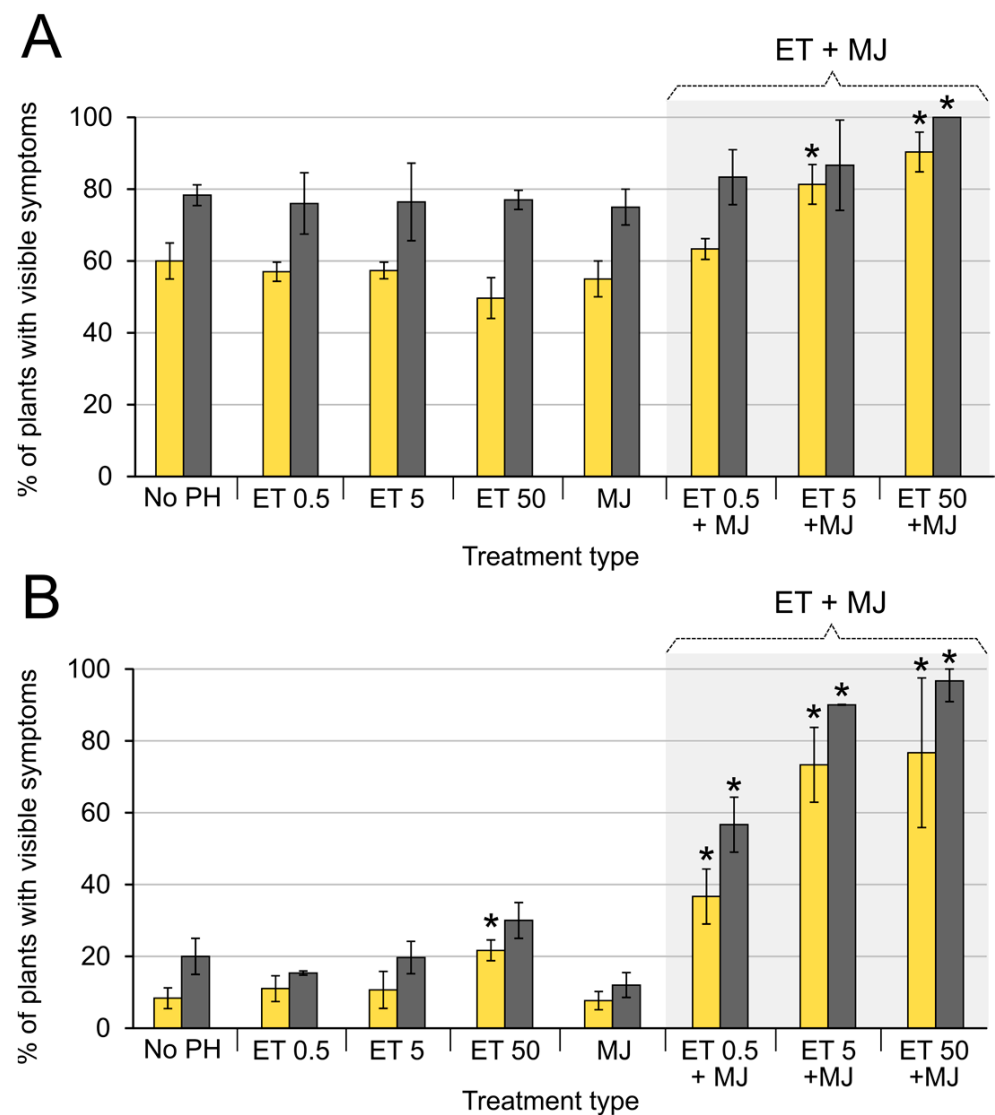 A
ET + MJ
% of plants with visible symptoms
100
80
60
40
20
0
* * * 
No PH ET 0.5 ET 5 ET 50 MJ ET 0.5 ET 5 ET 50
+ MJ +MJ +MJ
Treatment type
B
ET + MJ
% of plants with visible symptoms
100
80
60
40
20
0
* * * * * * *
No PH ET 0.5 ET 5 ET 50 MJ ET 0.5 ET 5 ET 50
+ MJ +MJ +MJ
Treatment type